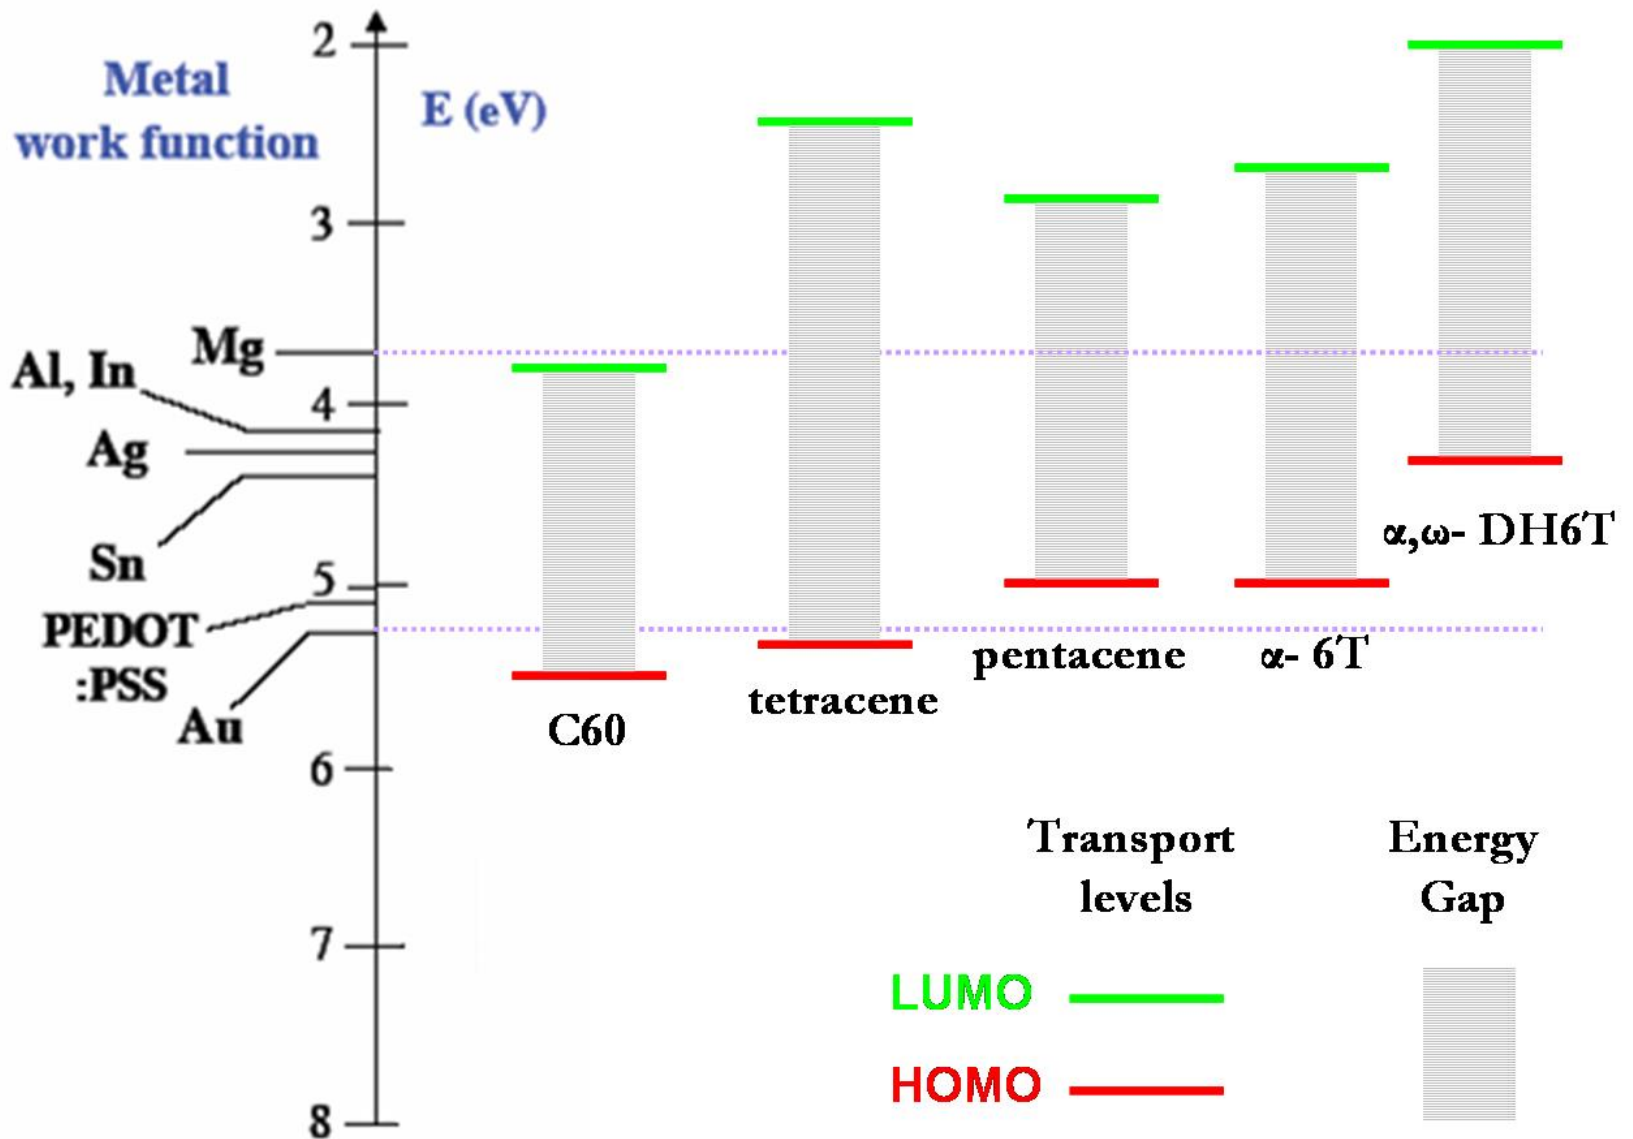 Metal
work function
E (eV)
2
3
4
5
6
7
8
Mg
Al, In
Ag
Sn
PEDOT
:PSS
Au
C60
tetracene
pentacene
α- 6T
α,ω- DH6T
Transport
levels
Energy
Gap
LUMO
HOMO